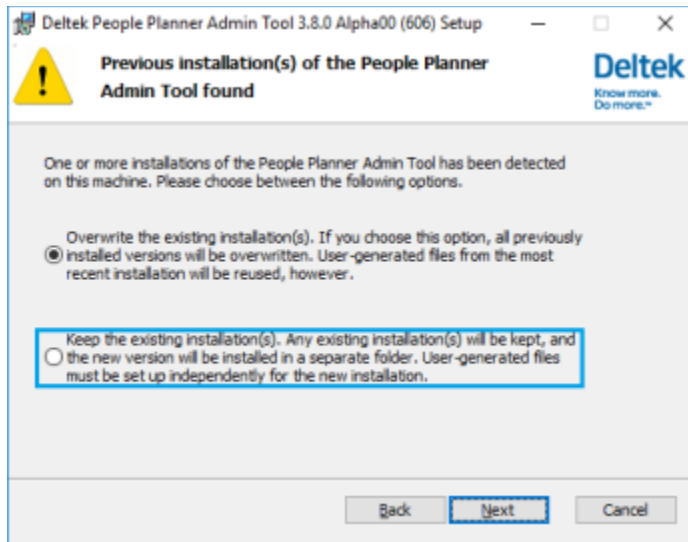 Deltek People Planner Admin Tool 3.8.0 Alpha00 (606) Setup
Previous installation(s) of the People Planner
Admin Tool found
Deltek
Know more.
Do more.™
One or more installations of the People Planner Admin Tool has been detected
on this machine. Please choose between the following options.
Overwrite the existing installation(s). If you choose this option, all previously
installed versions will be overwritten. User-generated files from the most
recent installation will be reused, however.
Keep the existing installation(s). Any existing installation(s) will be kept, and
the new version will be installed in a separate folder. User-generated files
must be set up independently for the new installation.
Back Next Cancel